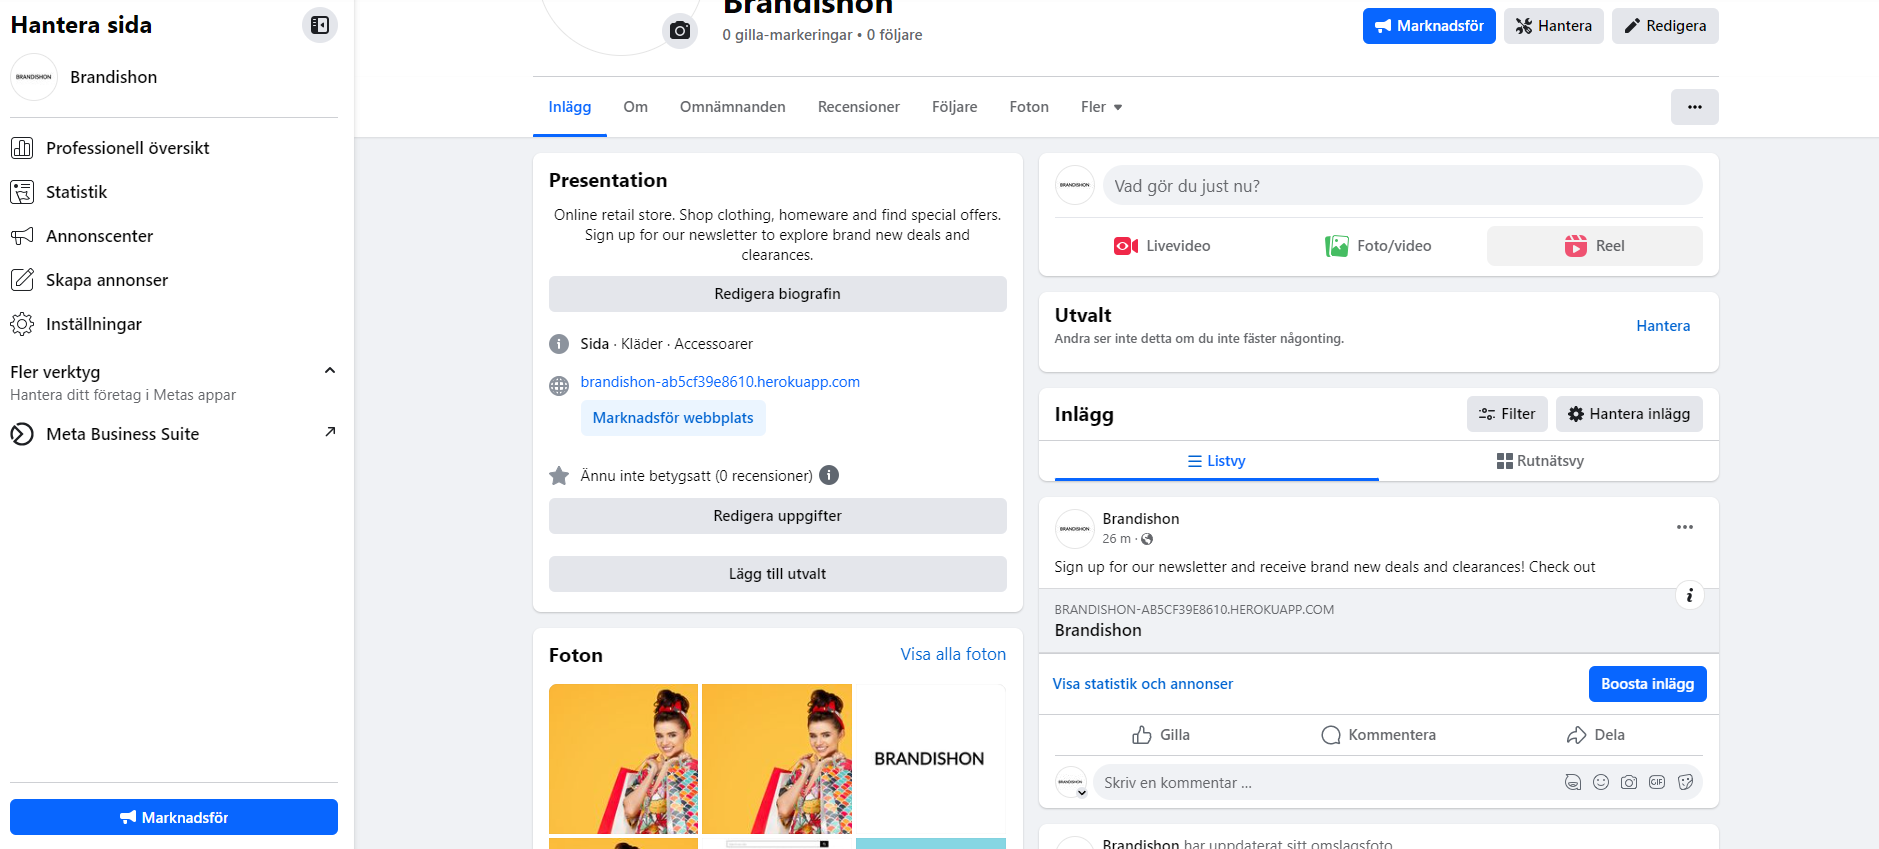 Hantera sida
BRANDISHON
Brandishon
Professionell översikt
Statistik
Annonscenter
Skapa annonser
Inställningar
Fler verktyg
Hantera ditt företag i Metas appar
Meta Business Suite
Marknadsför
Brandishon
0 gilla-markeringar • 0 följare
Marknadsför
Hantera
Redigera
Inlägg
Om
Omnämnanden
Recensioner
Följare
Foton
Fler
Presentation
Online retail store. Shop clothing, homeware and find special offers.
Sign up for our newsletter to explore brand new deals and
clearances.
Redigera biografin
Sida · Kläder · Accessoarer
brandishon-ab5cf39e8610.herokuapp.com
Marknadsför webbplats
Ännu inte betygsatt (0 recensioner)
Redigera uppgifter
Lägg till utvalt
Foton
Visa alla foton
BRANDISHON
BRANDISHON
Vad gör du just nu?
Livevideo
Foto/video
Reel
Utvalt
Andra ser inte detta om du inte fäster någonting.
Hantera
Inlägg
Filter
Hantera inlägg
Listvy
Rutnätsvy
BRANDISHON
Brandishon
26 m ·
Sign up for our newsletter and receive brand new deals and clearances! Check out
BRANDISHON-AB5CF39E8610.HEROKUAPP.COM
Brandishon
Visa statistik och annonser
Boosta inlägg
Gilla
Kommentera
Dela
BRANDISHON
Skriv en kommentar ...
GIF
Brandishon har uppdaterat sitt omslagsfoto.